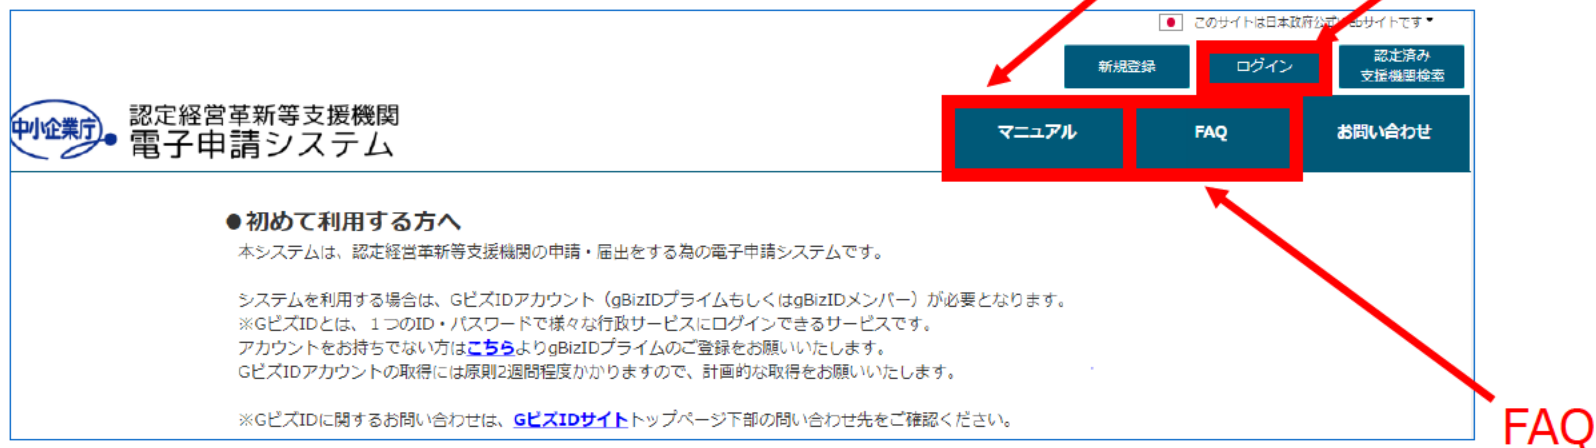 このサイトは日本政府公式Webサイトです
新規登録
ログイン
認定済み
支援機関検索
中小企業庁
認定経営革新等支援機関
電子申請システム
マニュアル
FAQ
お問い合わせ
●初めて利用する方へ
本システムは、認定経営革新等支援機関の申請・届出をする為の電子申請システムです。
システムを利用する場合は、GビズIDアカウント（gBizIDプライムもしくはgBizIDメンバー）が必要となります。
※GビズIDとは、１つのID・パスワードで様々な行政サービスにログインできるサービスです。
アカウントをお持ちでない方はこちらよりgBizIDプライムのご登録をお願いいたします。
GビズIDアカウントの取得には原則2週間程度かかりますので、計画的な取得をお願いいたします。
※GビズIDに関するお問い合わせは、GビズIDサイトトップページ下部の問い合わせ先をご確認ください。
FAQ